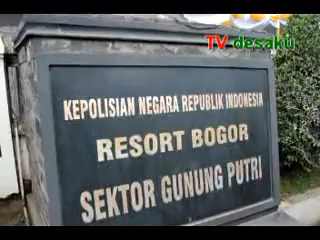 TV desaku
KEPOLISIAN NEGARA REPUBLIK INDONESIA
RESORT BOGOR
SEKTOR GUNUNG PUTRI